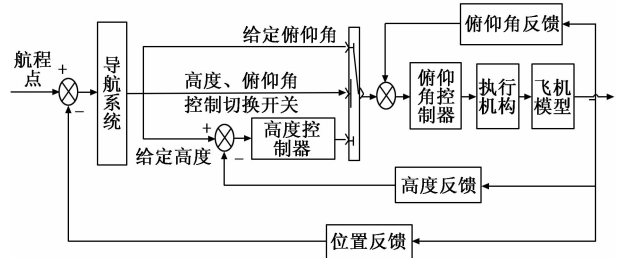 俯仰角反馈
给定俯仰角
航程
点
+
−
导
航
系
统
高度、俯仰角
控制切换开关
俯仰
角控
制器
执行
机构
飞机
模型
+
−
给定高度
高度控
制器
高度反馈
位置反馈